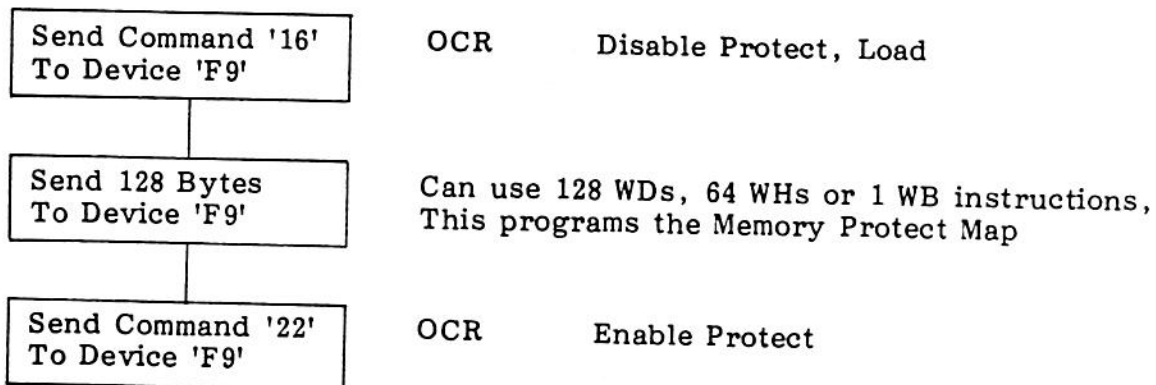 Send Command '16'
To Device 'F9'
OCR Disable Protect, Load
Send 128 Bytes
To Device 'F9'
Can use 128 WDs, 64 WHs or 1 WB instructions,
This programs the Memory Protect Map
Send Command '22'
To Device 'F9'
OCR Enable Protect